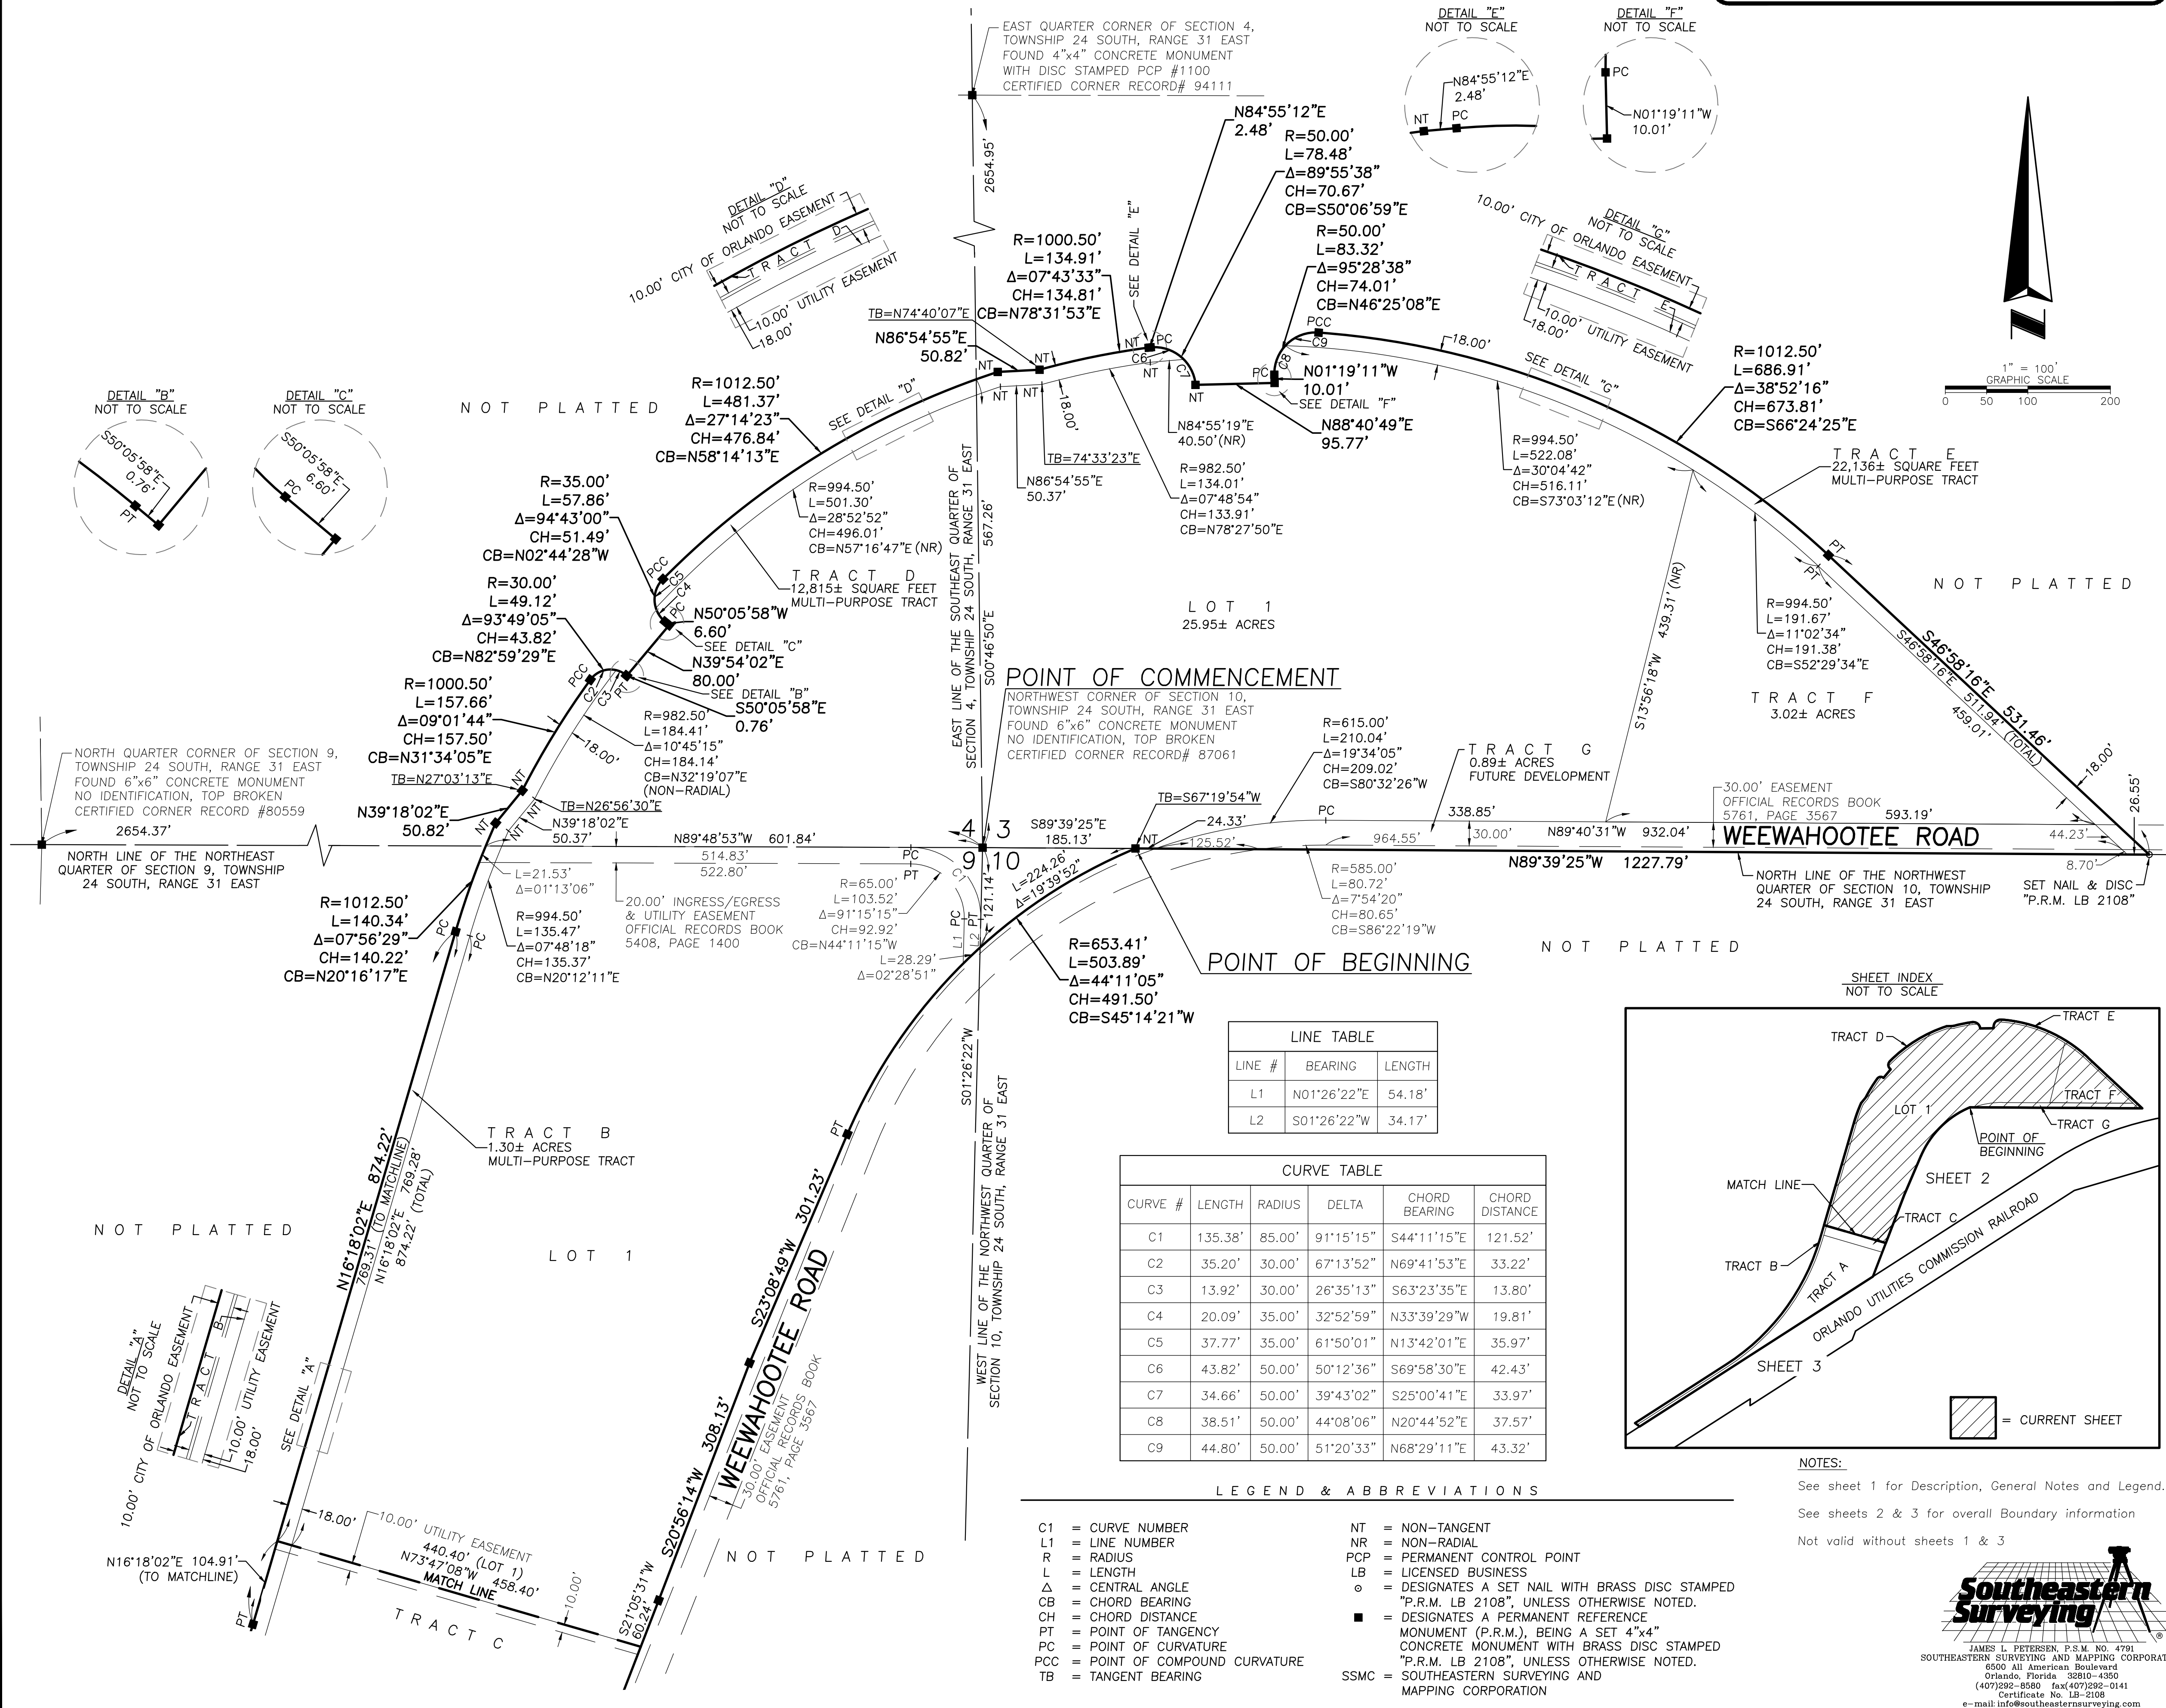 DETAIL "E"
NOT TO SCALE
N84°55'12"E
2.48'
NT
PC
DETAIL "F"
NOT TO SCALE
PC
N01°19'11"W
10.01'
EAST QUARTER CORNER OF SECTION 4,
TOWNSHIP 24 SOUTH, RANGE 31 EAST
FOUND 4"x4" CONCRETE MONUMENT
WITH DISC STAMPED PCP #1100
CERTIFIED CORNER RECORD# 94111
2654.95'
N84°55'12"E
2.48'
R=50.00'
L=78.48'
Δ=89°55'38"
CH=70.67'
CB=S50°06'59"E
R=50.00'
L=83.32'
Δ=95°28'38"
CH=74.01'
CB=N46°25'08"E
DETAIL "D"
NOT TO SCALE
10.00' CITY OF ORLANDO EASEMENT
TRACT D
10.00' UTILITY EASEMENT
18.00'
R=1000.50'
L=134.91'
Δ=07°43'33"
CH=134.81'
CB=N78°31'53"E
SEE DETAIL "E"
TB=N74°40'07"E
N86°54'55"E
50.82'
DETAIL "G"
NOT TO SCALE
10.00' CITY OF ORLANDO EASEMENT
TRACT E
10.00' UTILITY EASEMENT
18.00'
1" = 100'
GRAPHIC SCALE
0 50 100 200
DETAIL "B"
NOT TO SCALE
S50°05'58"E
0.76'
PT
DETAIL "C"
NOT TO SCALE
S50°05'58"E
6.60'
PC
NOT PLATTED
R=1012.50'
L=481.37'
Δ=27°14'23"
CH=476.84'
CB=N58°14'13"E
SEE DETAIL "D"
NT
NT
NT
NT
NT
PC
C6
NT
C7
NT
PC
C8
C9
PCC
18.00'
18.00'
N01°19'11"W
10.01'
SEE DETAIL "F"
N88°40'49"E
95.77'
N84°55'19"E
40.50'(NR)
TB=74°33'23"E
N86°54'55"E
50.37'
R=982.50'
L=134.01'
Δ=07°48'54"
CH=133.91'
CB=N78°27'50"E
SEE DETAIL "G"
R=1012.50'
L=686.91'
Δ=38°52'16"
CH=673.81'
CB=S66°24'25"E
R=994.50'
L=522.08'
Δ=30°04'42"
CH=516.11'
CB=S73°03'12"E(NR)
TRACT E
22,136± SQUARE FEET
MULTI-PURPOSE TRACT
R=35.00'
L=57.86'
Δ=94°43'00"
CH=51.49'
CB=N02°44'28"W
R=994.50'
L=501.30'
Δ=28°52'52"
CH=496.01'
CB=N57°16'47"E(NR)
PCC
C5
C4
PC
TRACT D
12,815± SQUARE FEET
MULTI-PURPOSE TRACT
EAST LINE OF THE SOUTHEAST QUARTER OF
SECTION 4, TOWNSHIP 24 SOUTH, RANGE 31 EAST
S00°46'50"E 567.26'
LOT 1
25.95± ACRES
PT
PT
NOT PLATTED
R=30.00'
L=49.12'
Δ=93°49'05"
CH=43.82'
CB=N82°59'29"E
N50°05'58"W
6.60'
SEE DETAIL "C"
N39°54'02"E
80.00'
SEE DETAIL "B"
S50°05'58"E
0.76'
PCC
C2
C3
PT
S13°56'18"W 439.31'(NR)
R=994.50'
L=191.67'
Δ=11°02'34"
CH=191.38'
CB=S52°29'34"E
S46°58'16"E 531.46'
S46°58'16"E 511.94' (TOTAL)
459.01'
18.00'
TRACT F
3.02± ACRES
R=1000.50'
L=157.66'
Δ=09°01'44"
CH=157.50'
CB=N31°34'05"E
TB=N27°03'13"E
R=982.50'
L=184.41'
Δ=10°45'15"
CH=184.14'
CB=N32°19'07"E
(NON-RADIAL)
18.00'
POINT OF COMMENCEMENT
NORTHWEST CORNER OF SECTION 10,
TOWNSHIP 24 SOUTH, RANGE 31 EAST
FOUND 6"x6" CONCRETE MONUMENT
NO IDENTIFICATION, TOP BROKEN
CERTIFIED CORNER RECORD# 87061
R=615.00'
L=210.04'
Δ=19°34'05"
CH=209.02'
CB=S80°32'26"W
TRACT G
0.89± ACRES
FUTURE DEVELOPMENT
NORTH QUARTER CORNER OF SECTION 9,
TOWNSHIP 24 SOUTH, RANGE 31 EAST
FOUND 6"x6" CONCRETE MONUMENT
NO IDENTIFICATION, TOP BROKEN
CERTIFIED CORNER RECORD #80559
2654.37'
NORTH LINE OF THE NORTHEAST
QUARTER OF SECTION 9, TOWNSHIP
24 SOUTH, RANGE 31 EAST
N39°18'02"E
50.82'
NT
NT
NT
NT
TB=N26°56'30"E
N39°18'02"E
50.37'
N89°48'53"W 601.84'
514.83'
522.80'
PC
PT
4 3
9 10
S89°39'25"E
185.13'
TB=S67°19'54"W
24.33'
NT
125.52'
PC
338.85'
964.55'
30.00'
N89°40'31"W 932.04'
30.00' EASEMENT
OFFICIAL RECORDS BOOK
5761, PAGE 3567
593.19'
26.55'
WEEWAHOOTEE ROAD
44.23'
8.70'
N89°39'25"W 1227.79'
NORTH LINE OF THE NORTHWEST
QUARTER OF SECTION 10, TOWNSHIP
24 SOUTH, RANGE 31 EAST
SET NAIL & DISC
"P.R.M. LB 2108"
L=21.53'
Δ=01°13'06"
R=1012.50'
L=140.34'
Δ=07°56'29"
CH=140.22'
CB=N20°16'17"E
PC
PC
R=994.50'
L=135.47'
Δ=07°48'18"
CH=135.37'
CB=N20°12'11"E
20.00' INGRESS/EGRESS
& UTILITY EASEMENT
OFFICIAL RECORDS BOOK
5408, PAGE 1400
R=65.00'
L=103.52'
Δ=91°15'15"
CH=92.92'
CB=N44°11'15"W
C1
L1 PC
L2 PT
121.14'
L=28.29'
Δ=02°28'51"
L=224.26'
Δ=19°39'52"
R=585.00'
L=80.72'
Δ=7°54'20"
CH=80.65'
CB=S86°22'19"W
R=653.41'
L=503.89'
Δ=44°11'05"
CH=491.50'
CB=S45°14'21"W
POINT OF BEGINNING
NOT PLATTED
S01°26'22"W
WEST LINE OF THE NORTHWEST QUARTER OF
SECTION 10, TOWNSHIP 24 SOUTH, RANGE 31 EAST
PT
TRACT B
1.30± ACRES
MULTI-PURPOSE TRACT
N16°18'02"E 874.22'
769.31' (TO MATCHLINE)
N16°18'02"E 769.28'
874.22' (TOTAL)
NOT PLATTED
LOT 1
S23°08'49"W 301.23'
WEEWAHOOTEE ROAD
30.00' EASEMENT
OFFICIAL RECORDS BOOK
5761, PAGE 3567
S20°56'14"W 308.13'
S21°05'31"W
60.24'
NOT PLATTED
DETAIL "A"
NOT TO SCALE
10.00' CITY OF ORLANDO EASEMENT
TRACT B
10.00' UTILITY EASEMENT
18.00'
SEE DETAIL "A"
18.00'
10.00' UTILITY EASEMENT
440.40' (LOT 1)
N73°47'08"W 458.40'
MATCH LINE
10.00'
TRACT C
N16°18'02"E 104.91'
(TO MATCHLINE)
PT
LINE TABLE
LINE # BEARING LENGTH
L1 N01°26'22"E 54.18'
L2 S01°26'22"W 34.17'
CURVE TABLE
CURVE # LENGTH RADIUS DELTA CHORD BEARING CHORD DISTANCE
C1 135.38' 85.00' 91°15'15" S44°11'15"E 121.52'
C2 35.20' 30.00' 67°13'52" N69°41'53"E 33.22'
C3 13.92' 30.00' 26°35'13" S63°23'35"E 13.80'
C4 20.09' 35.00' 32°52'59" N33°39'29"W 19.81'
C5 37.77' 35.00' 61°50'01" N13°42'01"E 35.97'
C6 43.82' 50.00' 50°12'36" S69°58'30"E 42.43'
C7 34.66' 50.00' 39°43'02" S25°00'41"E 33.97'
C8 38.51' 50.00' 44°08'06" N20°44'52"E 37.57'
C9 44.80' 50.00' 51°20'33" N68°29'11"E 43.32'
SHEET INDEX
NOT TO SCALE
TRACT E
TRACT D
TRACT F
LOT 1
TRACT G
POINT OF
BEGINNING
MATCH LINE
SHEET 2
TRACT C
TRACT B
TRACT A
ORLANDO UTILITIES COMMISSION RAILROAD
SHEET 3
= CURRENT SHEET
LEGEND & ABBREVIATIONS
C1 = CURVE NUMBER
L1 = LINE NUMBER
R = RADIUS
L = LENGTH
△ = CENTRAL ANGLE
CB = CHORD BEARING
CH = CHORD DISTANCE
PT = POINT OF TANGENCY
PC = POINT OF CURVATURE
PCC = POINT OF COMPOUND CURVATURE
TB = TANGENT BEARING
NT = NON-TANGENT
NR = NON-RADIAL
PCP = PERMANENT CONTROL POINT
LB = LICENSED BUSINESS
⊙ = DESIGNATES A SET NAIL WITH BRASS DISC STAMPED
"P.R.M. LB 2108", UNLESS OTHERWISE NOTED.
■ = DESIGNATES A PERMANENT REFERENCE
MONUMENT (P.R.M.), BEING A SET 4"x4"
CONCRETE MONUMENT WITH BRASS DISC STAMPED
"P.R.M. LB 2108", UNLESS OTHERWISE NOTED.
SSMC = SOUTHEASTERN SURVEYING AND
MAPPING CORPORATION
NOTES:
See sheet 1 for Description, General Notes and Legend.
See sheets 2 & 3 for overall Boundary information
Not valid without sheets 1 & 3
Southeastern
Surveying
®
JAMES L. PETERSEN, P.S.M. NO. 4791
SOUTHEASTERN SURVEYING AND MAPPING CORPORAT
6500 All American Boulevard
Orlando, Florida 32810-4350
(407)292-8580 fax(407)292-0141
Certificate No. LB-2108
e-mail: info@southeasternsurveying.com